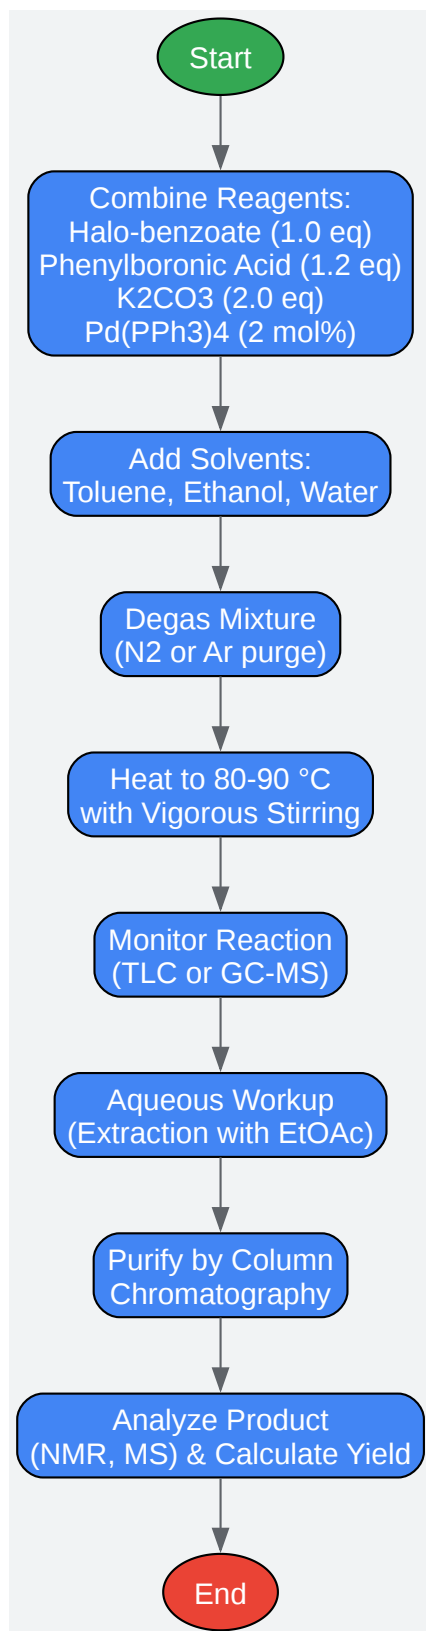 Start
Combine Reagents:
Halo-benzoate (1.0 eq)
Phenylboronic Acid (1.2 eq)
K2CO3 (2.0 eq)
Pd(PPh3)4 (2 mol%)
Add Solvents:
Toluene, Ethanol, Water
Degas Mixture
(N2 or Ar purge)
Heat to 80-90 °C
with Vigorous Stirring
Monitor Reaction
(TLC or GC-MS)
Aqueous Workup
(Extraction with EtOAc)
Purify by Column
Chromatography
Analyze Product
(NMR, MS) & Calculate Yield
End